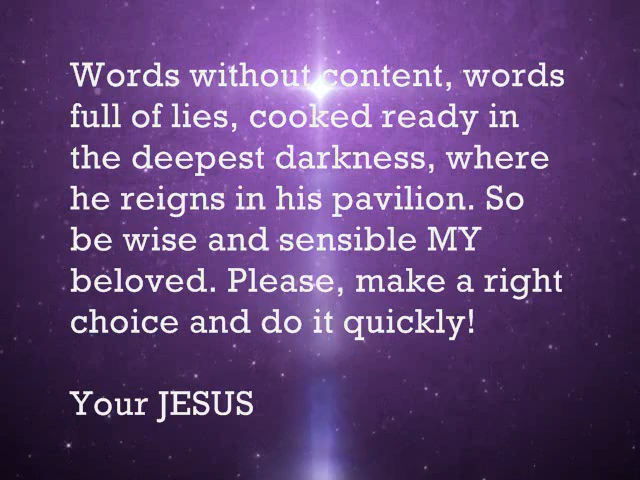 Words without content, words
full of lies, cooked ready in
the deepest darkness, where
he reigns in his pavilion. So
be wise and sensible MY
beloved. Please, make a right
choice and do it quickly!
Your JESUS